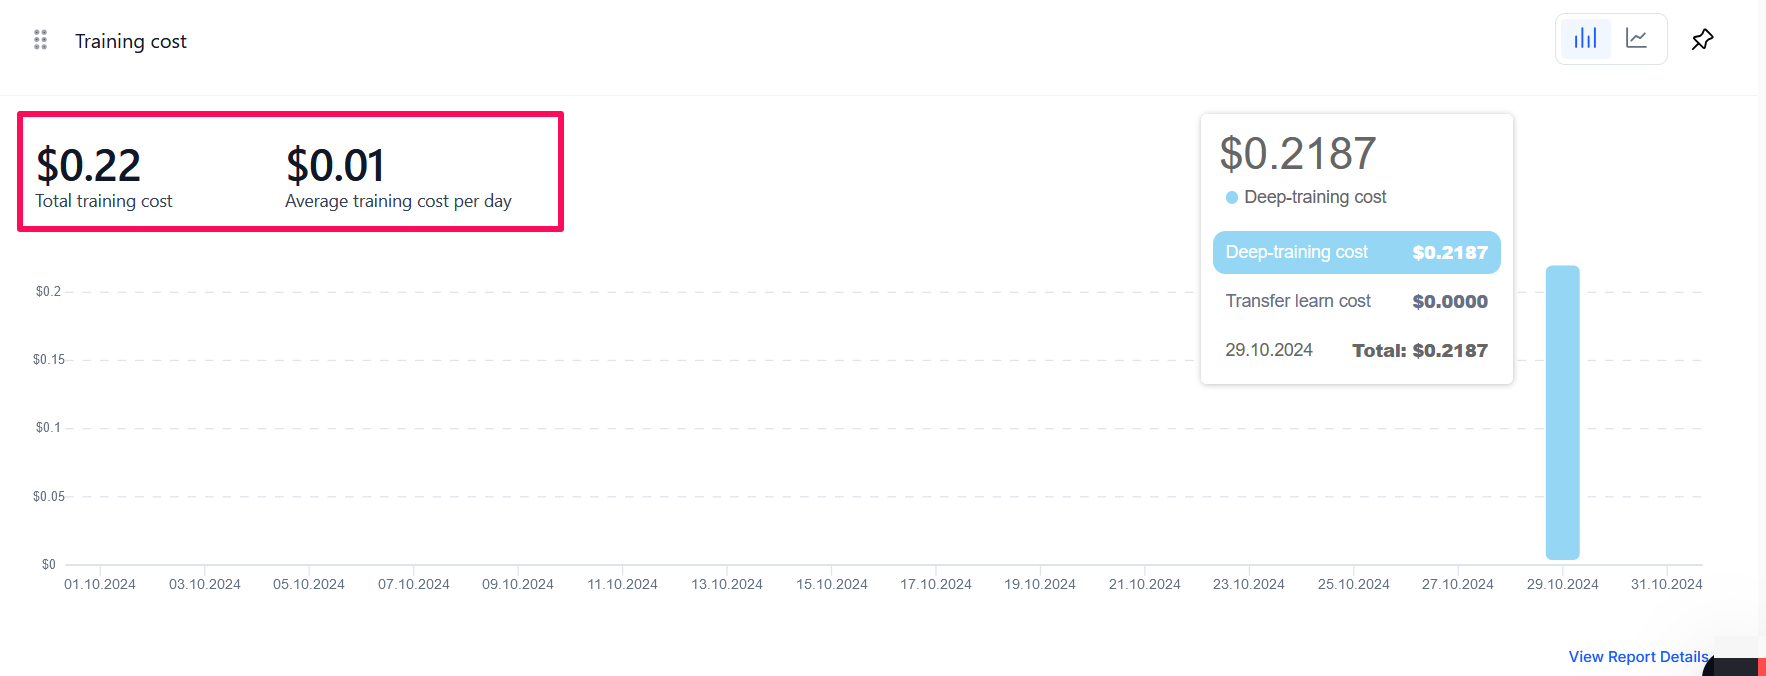 Training cost
$0.22 $0.01
Total training cost Average training cost per day
$0.2187
Deep-training cost
Deep-training cost $0.2187
Transfer learn cost $0.0000
29.10.2024 Total: $0.2187
$0.2
$0.15
$0.1
$0.05
$0
01.10.2024 03.10.2024 05.10.2024 07.10.2024 09.10.2024 11.10.2024 13.10.2024 15.10.2024 17.10.2024 19.10.2024 21.10.2024 23.10.2024 25.10.2024 27.10.2024 29.10.2024 31.10.2024
View Report Details